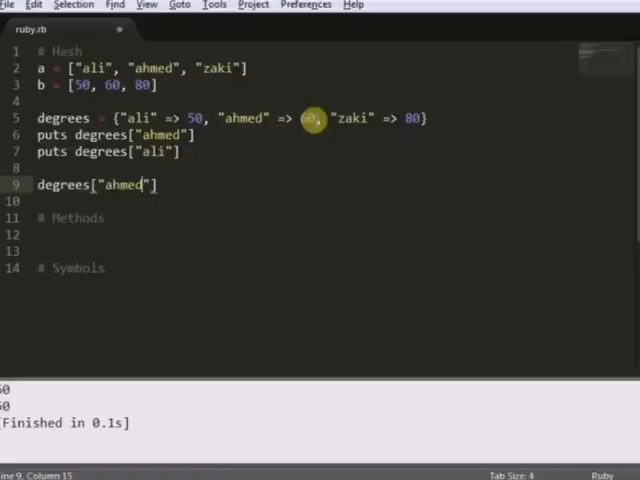 File Edit Selection Find View Goto Tools Project Preferences Help
ruby.rb
1 # Hash
2 a = ["ali", "ahmed", "zaki"]
3 b = [50, 60, 80]
4
5 degrees = {"ali" => 50, "ahmed" => 60, "zaki" => 80}
6 puts degrees["ahmed"]
7 puts degrees["ali"]
8
9 degrees["ahmed"]
10
11 # Methods
12
13
14 # Symbols
[Finished in 0.1s]
Line 9, Column 15 Tab Size: 4 Ruby